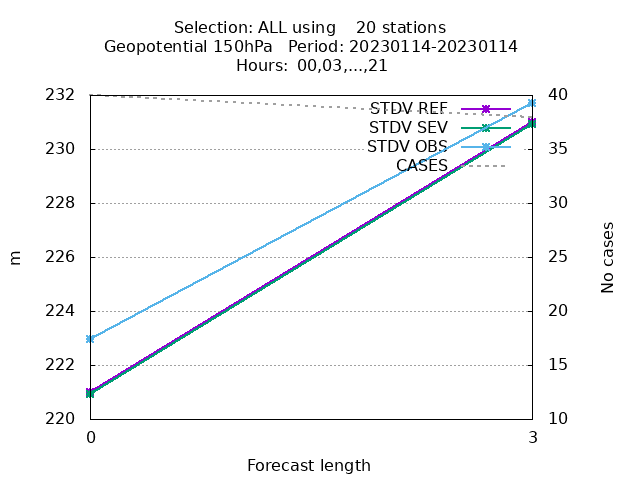 Selection: ALL using    20 stations
Geopotential 150hPa   Period: 20230114-20230114
Hours: 00,03,...,21
232
230
228
226
224
222
220
m
STDV REF
STDV SEV
STDV OBS
CASES
40
35
30
25
20
15
10
No cases
0
3
Forecast length